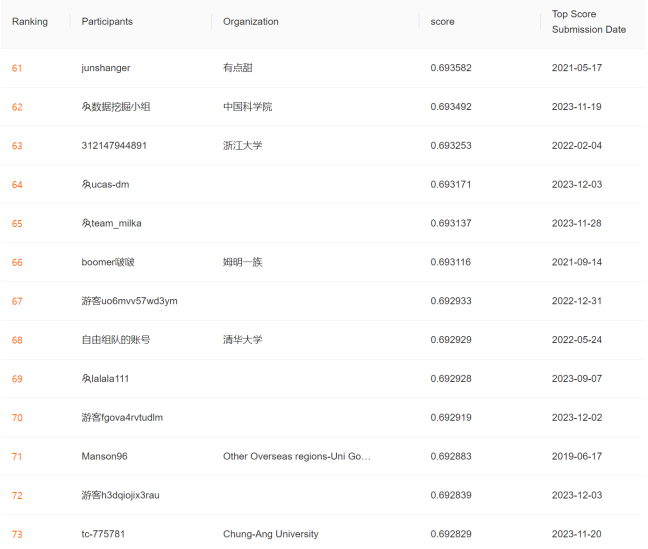 Ranking Participants Organization score Top Score
Submission Date
61 junshanger 有点甜 0.693582 2021-05-17
62 数据挖掘小组 中国科学院 0.693492 2023-11-19
63 312147944891 浙江大学 0.693253 2022-02-04
64 ucas-dm 0.693171 2023-12-03
65 team_milka 0.693137 2023-11-28
66 boomer啵啵 姆明一族 0.693116 2021-09-14
67 游客uo6mvv57wd3ym 0.692933 2022-12-31
68 自由组队的账号 清华大学 0.692929 2022-05-24
69 lalala111 0.692928 2023-09-07
70 游客fgova4rvtudlm 0.692919 2023-12-02
71 Manson96 Other Overseas regions-Uni Go… 0.692883 2019-06-17
72 游客h3dqiojix3rau 0.692839 2023-12-03
73 tc-775781 Chung-Ang University 0.692829 2023-11-20